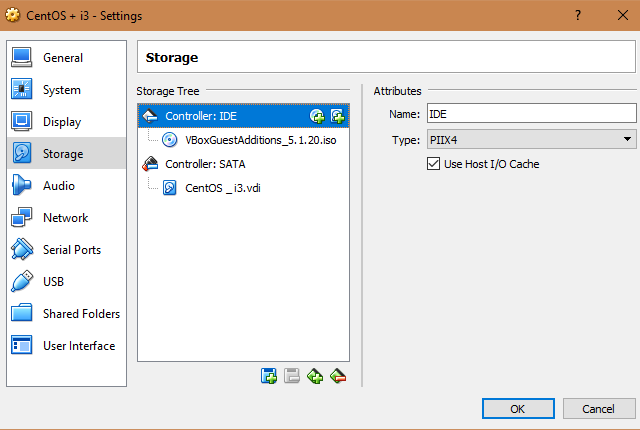 CentOS + i3 - Settings
?
General
System
Display
Storage
Audio
Network
Serial Ports
USB
Shared Folders
User Interface
Storage
Storage Tree
Controller: IDE
VBoxGuestAdditions_5.1.20.iso
Controller: SATA
CentOS _ i3.vdi
Attributes
Name: IDE
Type: PIIX4
Use Host I/O Cache
OK
Cancel